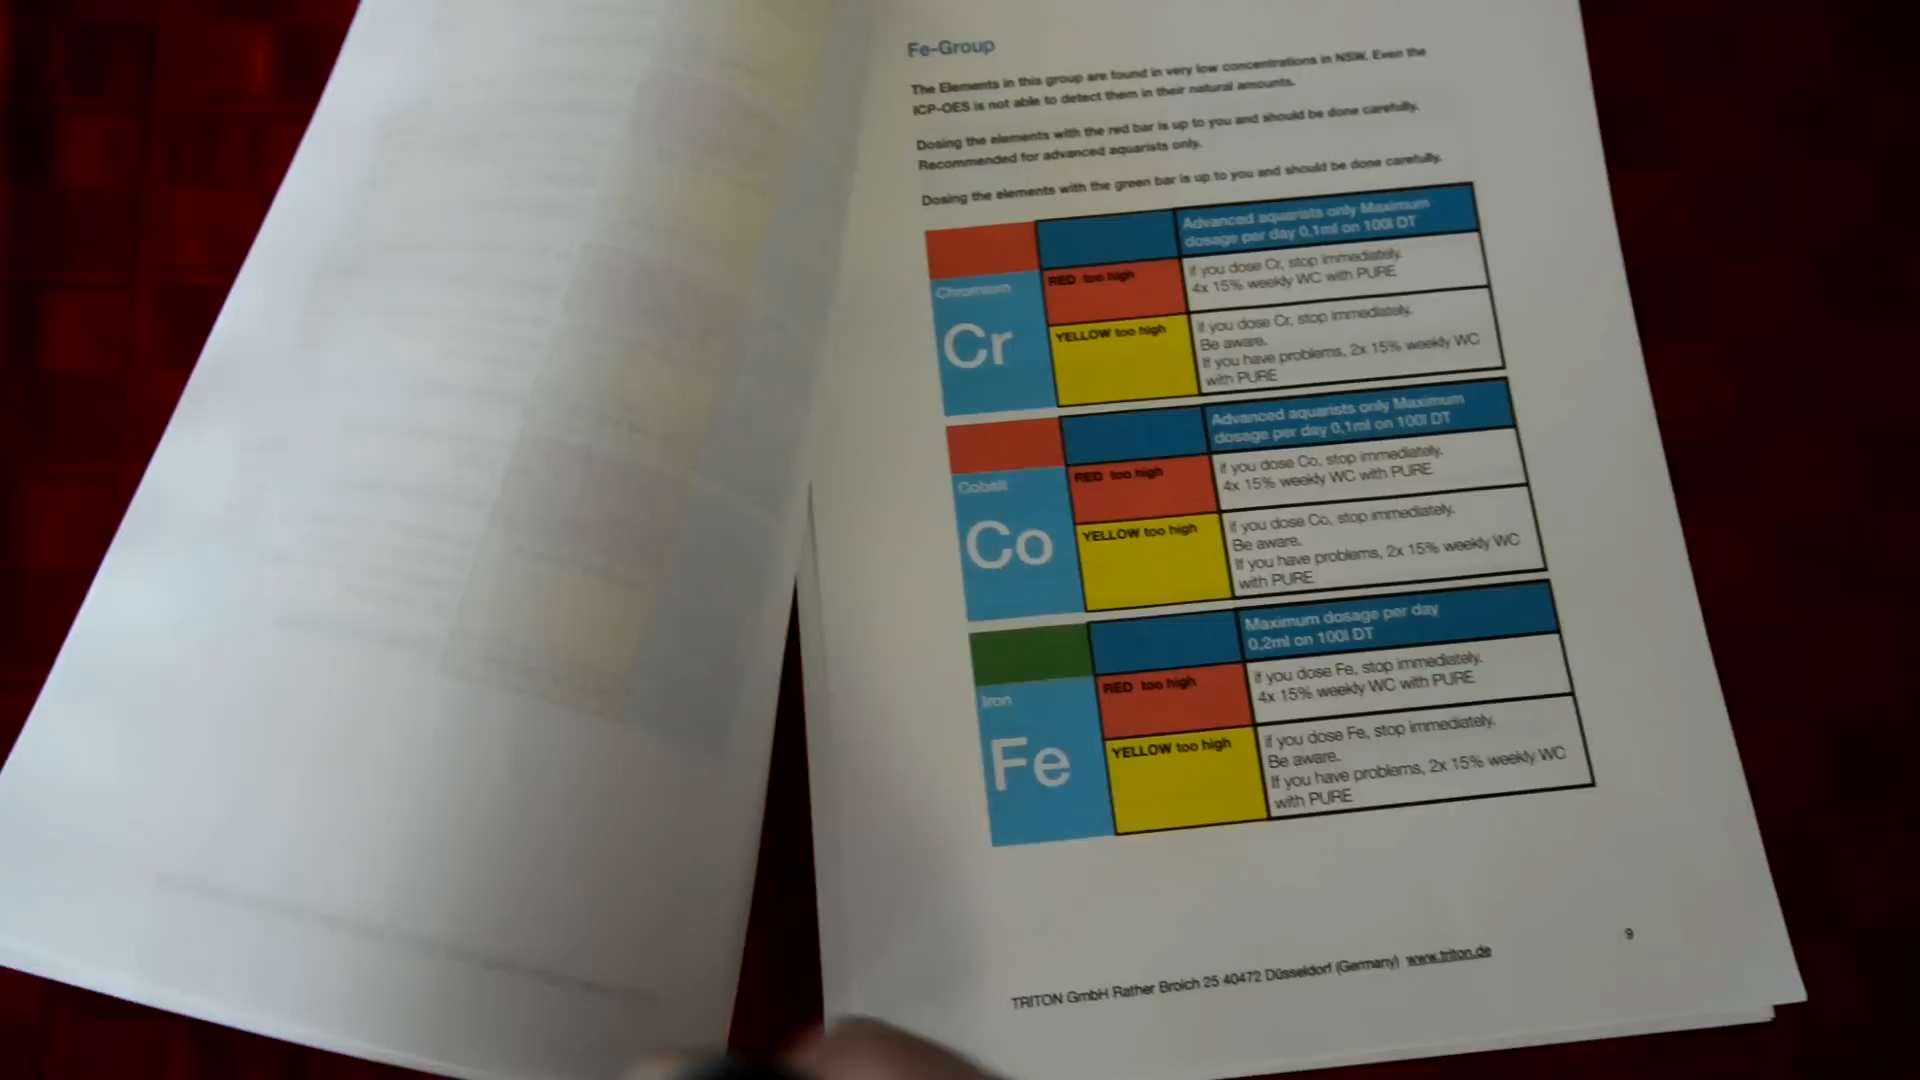 Fe-Group
The Elements in this group are found in very low concentrations in NSW. Even the
ICP-OES is not able to detect them in their natural amounts.
Dosing the elements with the red bar is up to you and should be done carefully.
Recommended for advanced aquarists only.
Dosing the elements with the green bar is up to you and should be done carefully.
Advanced aquarists only Maximum
dosage per day 0,1ml on 100l DT
Chromium
Cr
RED too high
if you dose Cr, stop immediately.
4x 15% weekly WC with PURE
YELLOW too high
if you dose Cr, stop immediately.
Be aware.
If you have problems, 2x 15% weekly WC
with PURE
Advanced aquarists only Maximum
dosage per day 0,1ml on 100l DT
Cobalt
Co
RED too high
if you dose Co, stop immediately.
4x 15% weekly WC with PURE
YELLOW too high
if you dose Co, stop immediately.
Be aware.
If you have problems, 2x 15% weekly WC
with PURE
Maximum dosage per day
0,2ml on 100l DT
Iron
Fe
RED too high
if you dose Fe, stop immediately.
4x 15% weekly WC with PURE
YELLOW too high
if you dose Fe, stop immediately.
Be aware.
If you have problems, 2x 15% weekly WC
with PURE
9
TRITON GmbH Rather Broich 25 40472 Düsseldorf (Germany) www.triton.de